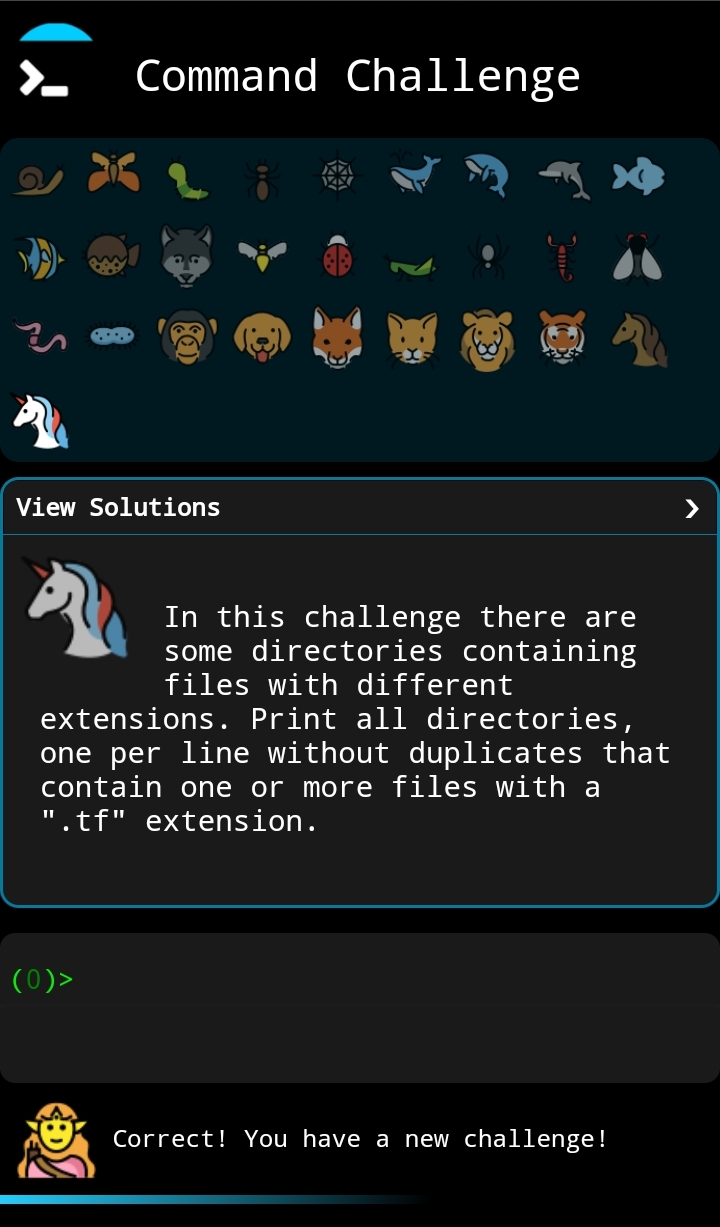 Command Challenge
View Solutions
In this challenge there are
some directories containing
files with different
extensions. Print all directories,
one per line without duplicates that
contain one or more files with a
".tf" extension.
(0)>
Correct! You have a new challenge!